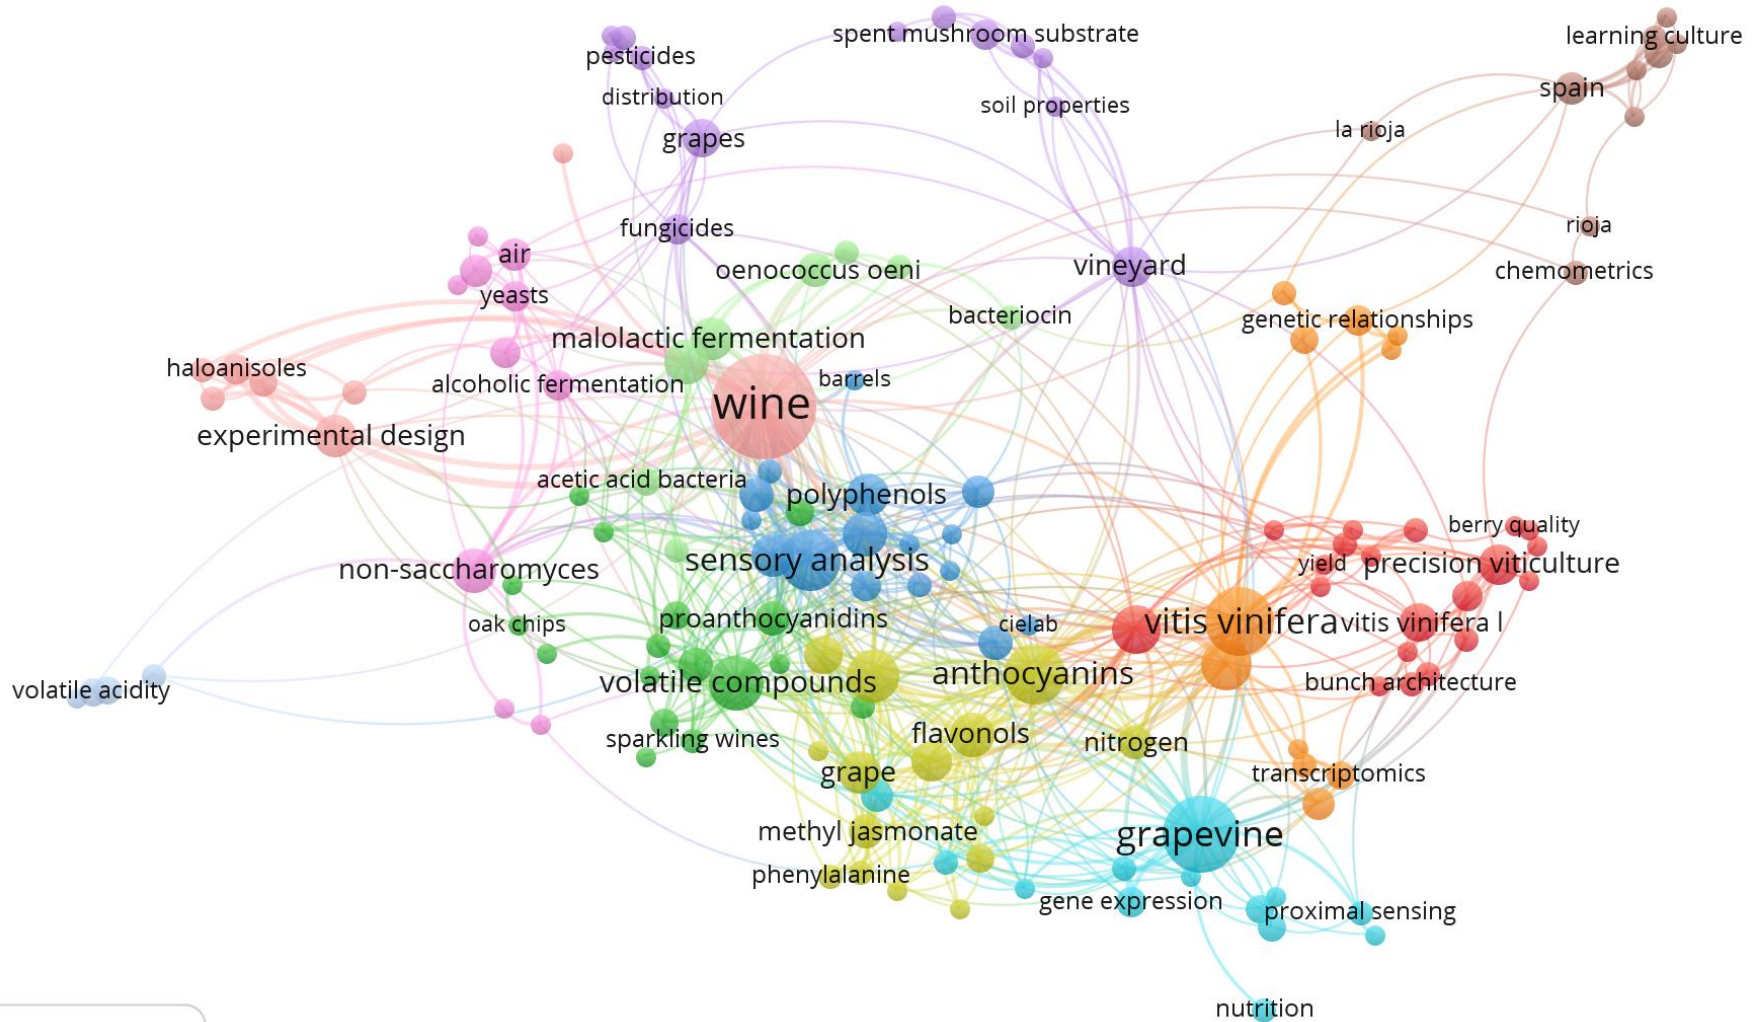 spent mushroom substrate
learning culture
pesticides
spain
distribution
soil properties
la rioja
grapes
rioja
fungicides
air
oenococcus oeni
vineyard
chemometrics
yeasts
bacteriocin
genetic relationships
malolactic fermentation
haloanisoles
alcoholic fermentation
barrels
wine
experimental design
acetic acid bacteria
polyphenols
berry quality
sensory analysis
yield
precision viticulture
non-saccharomyces
oak chips
proanthocyanidins
cielab
vitis vinifera
vitis vinifera l
volatile acidity
volatile compounds
anthocyanins
bunch architecture
sparkling wines
flavonols
nitrogen
grape
transcriptomics
methyl jasmonate
grapevine
phenylalanine
gene expression
proximal sensing
nutrition